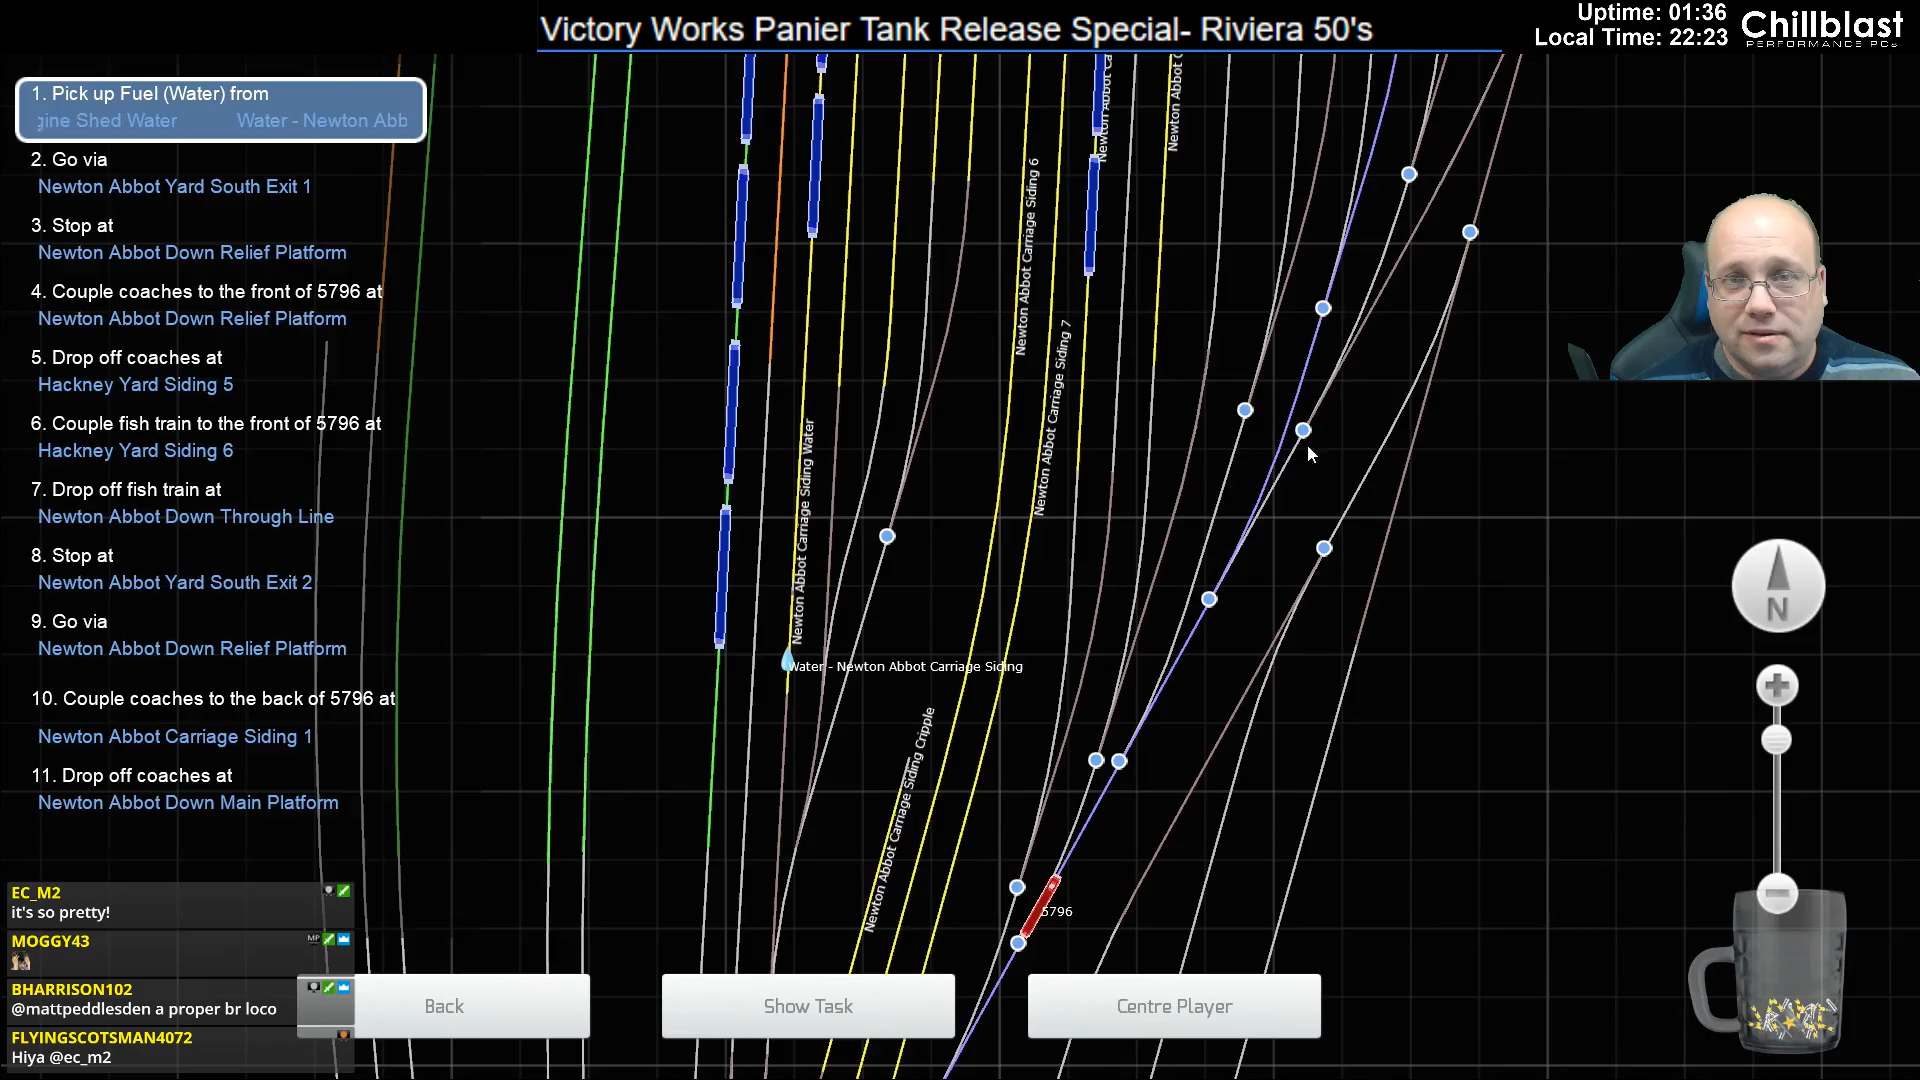 Victory Works Panier Tank Release Special- Riviera 50's
Uptime: 01:36
Local Time: 22:23
Chillblast
PERFORMANCE PCs
1. Pick up Fuel (Water) from
gine Shed Water Water - Newton Abb
2. Go via
Newton Abbot Yard South Exit 1
3. Stop at
Newton Abbot Down Relief Platform
4. Couple coaches to the front of 5796 at
Newton Abbot Down Relief Platform
5. Drop off coaches at
Hackney Yard Siding 5
6. Couple fish train to the front of 5796 at
Hackney Yard Siding 6
7. Drop off fish train at
Newton Abbot Down Through Line
8. Stop at
Newton Abbot Yard South Exit 2
9. Go via
Newton Abbot Down Relief Platform
10. Couple coaches to the back of 5796 at
Newton Abbot Carriage Siding 1
11. Drop off coaches at
Newton Abbot Down Main Platform
Newton Abbot Carriage Siding Water
Water - Newton Abbot Carriage Siding
Newton Abbot Carriage Siding Cripple
Newton Abbot Carriage Siding 6
Newton Abbot Carriage Siding 7
Newton Abbot Ca
Newton Abbot C
5796
N
EC_M2
it's so pretty!
MOGGY43
MP
BHARRISON102
@mattpeddlesden a proper br loco
FLYINGSCOTSMAN4072
Hiya @ec_m2
Back
Show Task
Centre Player